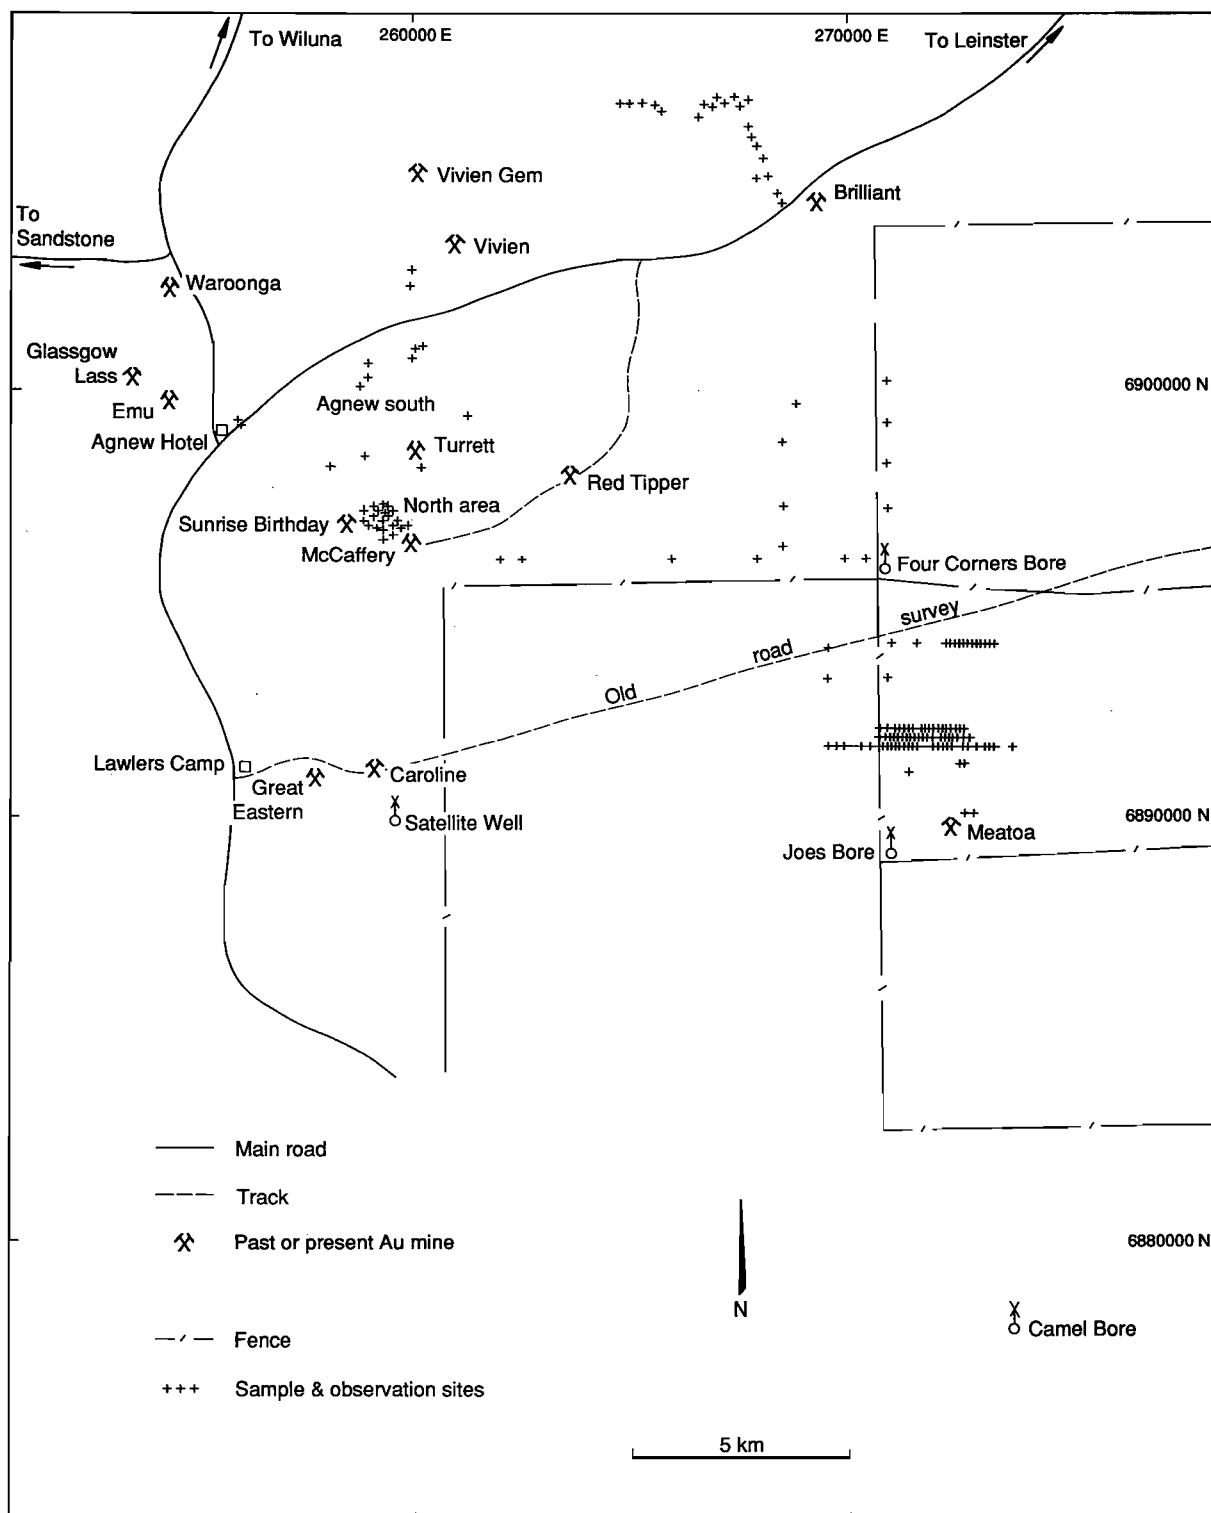 To Wiluna
260000 E
270000 E
To Leinster
Vivien Gem
Brilliant
To
Sandstone
Vivien
Waroonga
Glassgow
Lass
6900000 N
Emu
Agnew south
Agnew Hotel
Turrett
Red Tipper
North area
Sunrise Birthday
McCaffery
Four Corners Bore
Old road survey
Lawlers Camp
Great
Eastern
Caroline
Satellite Well
6890000 N
Meatoa
Joes Bore
Main road
Track
Past or present Au mine
6880000 N
N
Camel Bore
Fence
Sample & observation sites
5 km